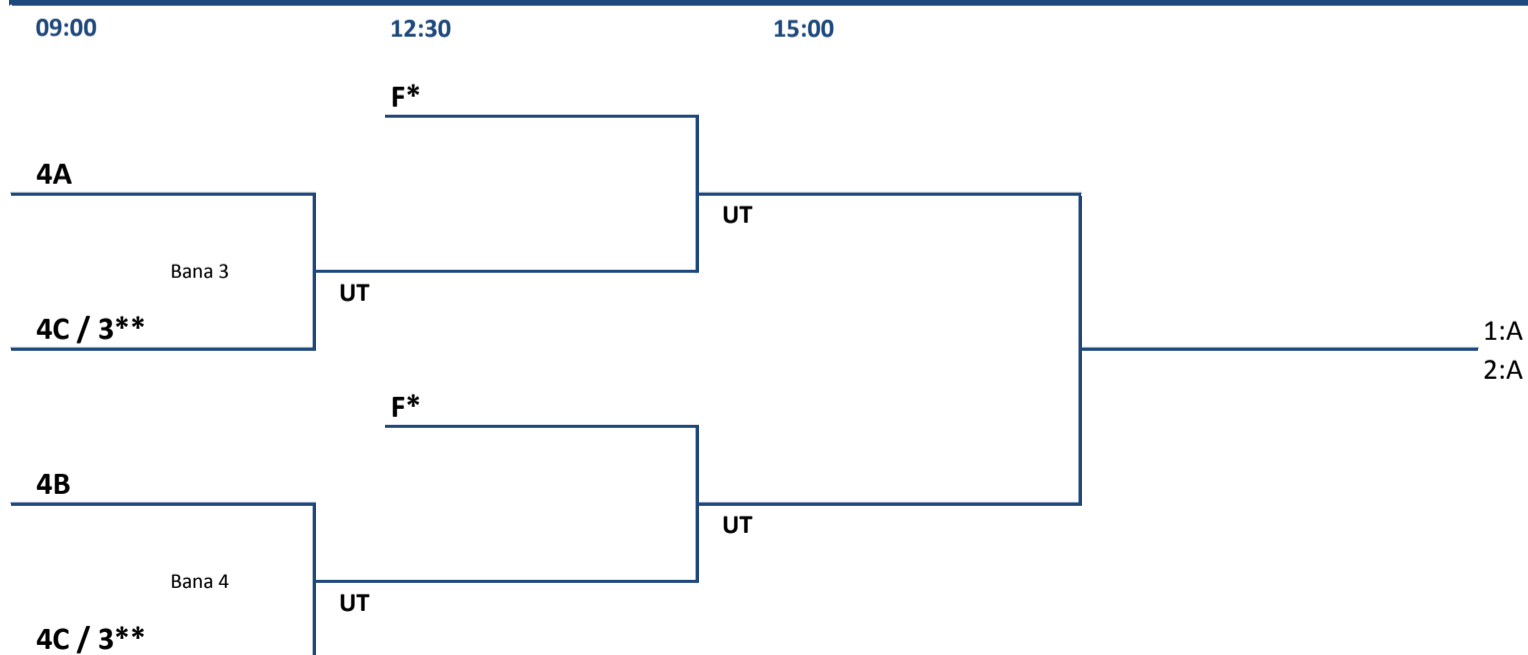 09:00 12:30 15:00
F*
4A
UT
Bana 3
UT
4C / 3**
1:A
2:A
F*
4B
UT
Bana 4
UT
4C / 3**